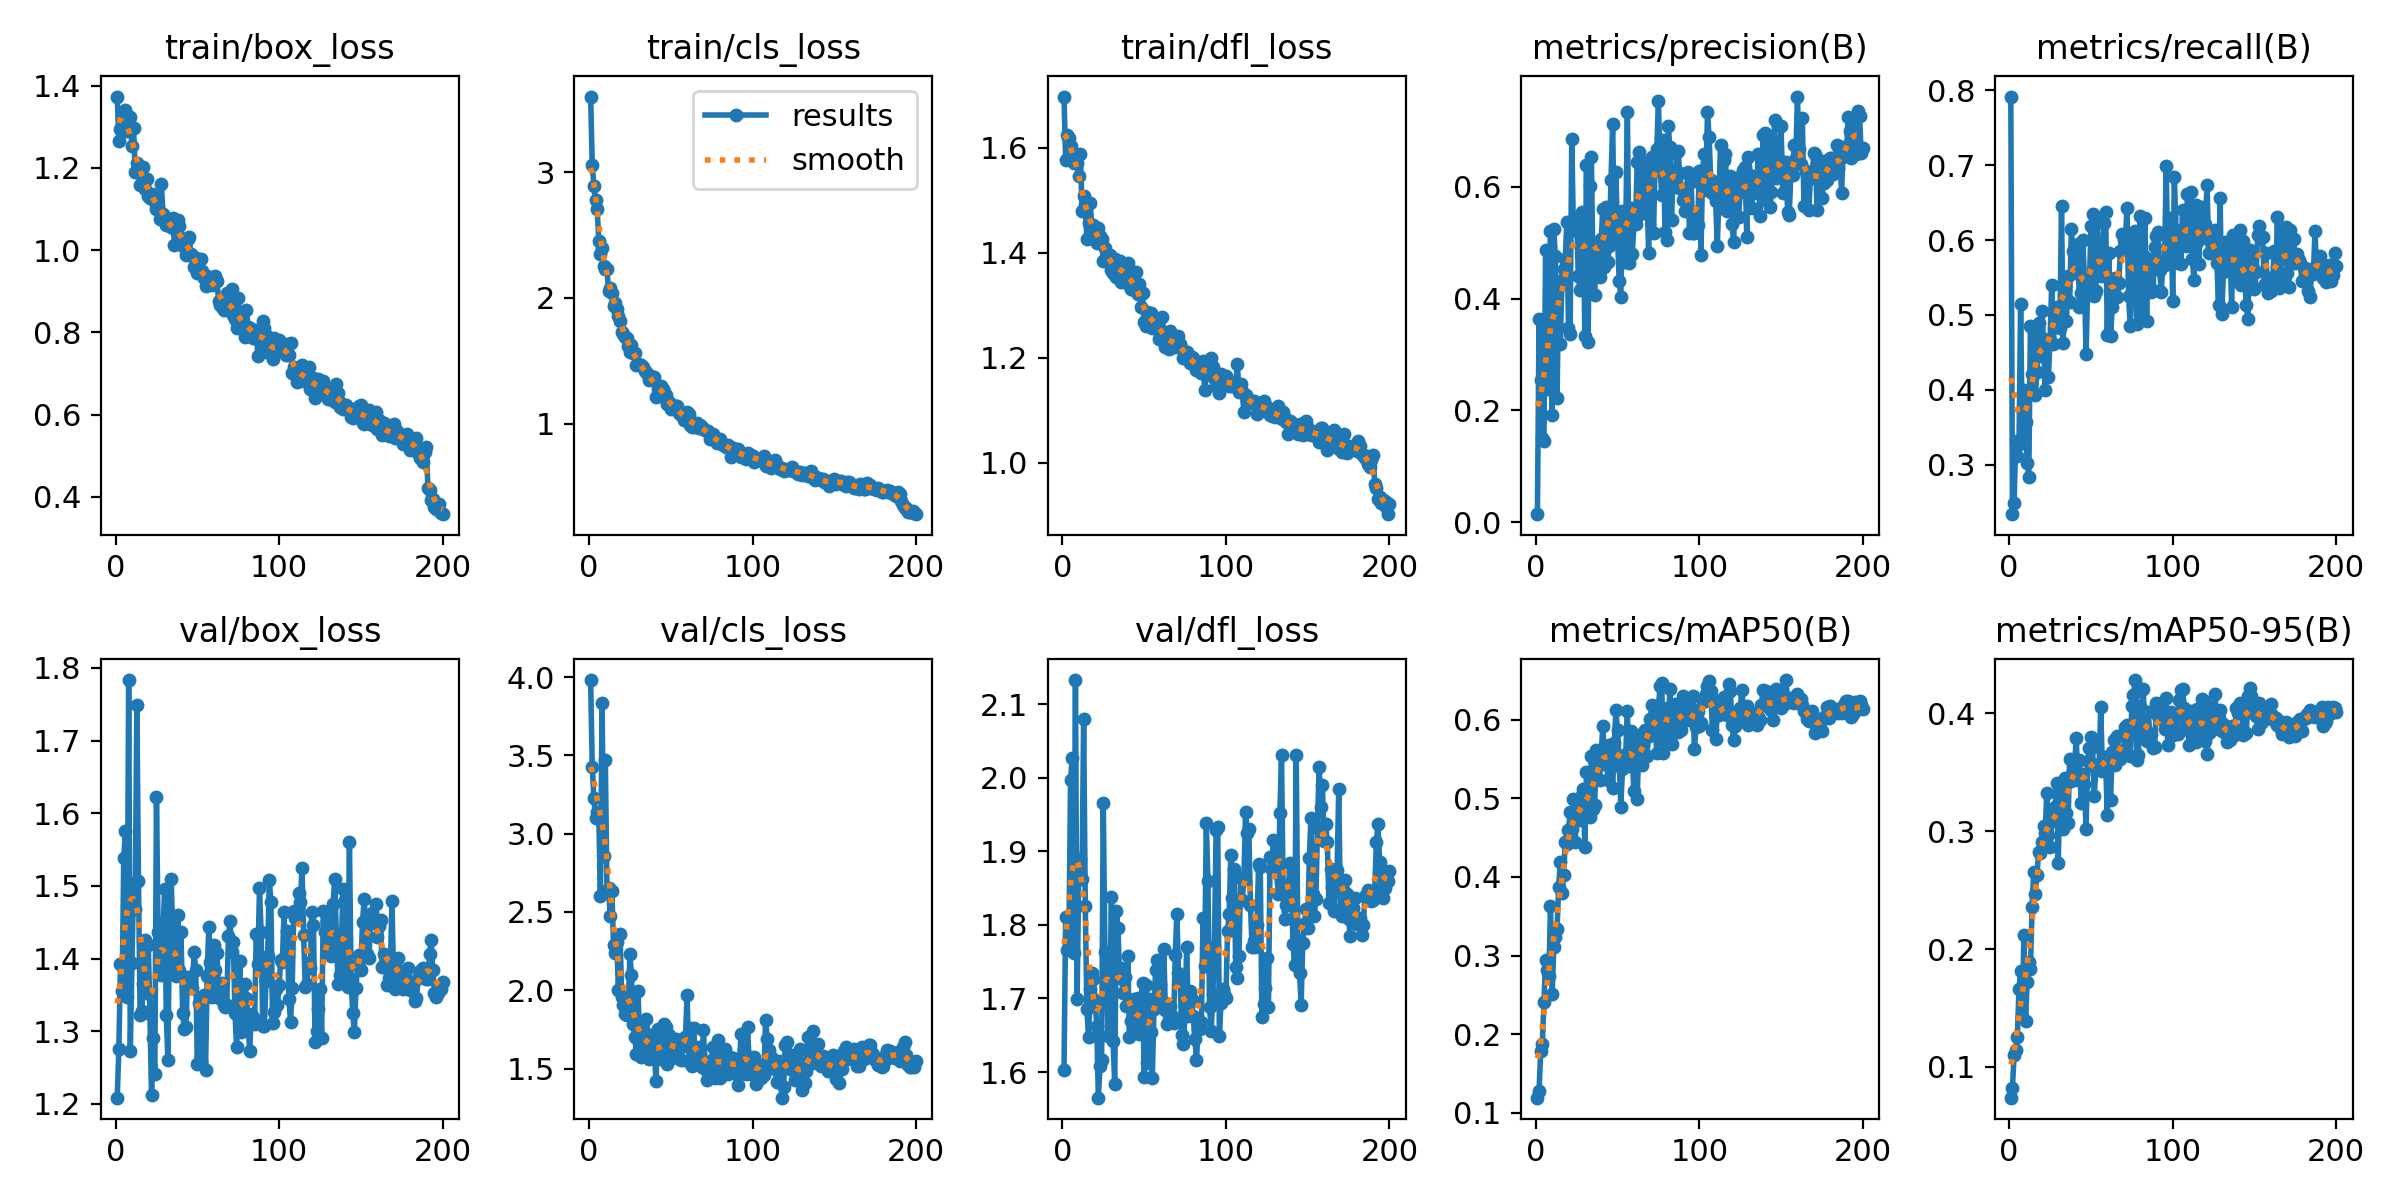 train/box_loss
train/cls_loss
train/dfl_loss
metrics/precision(B)
metrics/recall(B)
1.4
1.2
1.0
0.8
0.6
0.4
0 100 200
results
smooth
3
2
1
0 100 200
1.6
1.4
1.2
1.0
0 100 200
0.6
0.4
0.2
0.0
0 100 200
0.8
0.7
0.6
0.5
0.4
0.3
0 100 200
val/box_loss
val/cls_loss
val/dfl_loss
metrics/mAP50(B)
metrics/mAP50-95(B)
1.8
1.7
1.6
1.5
1.4
1.3
1.2
0 100 200
4.0
3.5
3.0
2.5
2.0
1.5
0 100 200
2.1
2.0
1.9
1.8
1.7
1.6
0 100 200
0.6
0.5
0.4
0.3
0.2
0.1
0 100 200
0.4
0.3
0.2
0.1
0 100 200